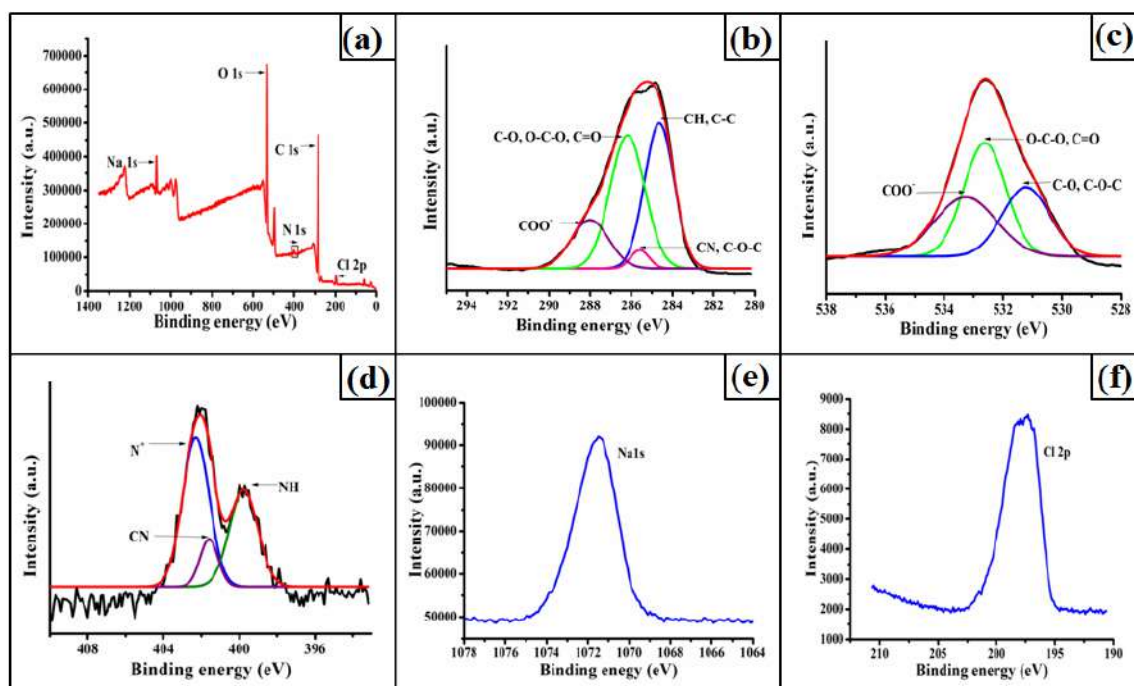 (a)
700000
600000
500000
400000
300000
200000
100000
0
Intensity (a.u.)
O 1s
C 1s
Na 1s
N 1s
Cl 2p
1400 1200 1000 800 600 400 200 0
Binding energy (eV)
(b)
Intensity (a.u.)
C-O, O-C-O, C=O
CH, C-C
COO-
CN, C-O-C
294 292 290 288 286 284 282 280
Binding energy (eV)
(c)
Intensity (a.u.)
O-C-O, C=O
COO-
C-O, C-O-C
538 536 534 532 530 528
Binding energy (eV)
(d)
Intensity (a.u.)
N+
NH
CN
408 404 400 396
Binding energy (eV)
(e)
100000
90000
80000
70000
60000
50000
Intensity (a.u.)
Na1s
1078 1076 1074 1072 1070 1068 1066 1064
Binding energy (eV)
(f)
9000
8000
7000
6000
5000
4000
3000
2000
1000
Intensity (a.u.)
Cl 2p
210 205 200 195 190
Binding energy (eV)